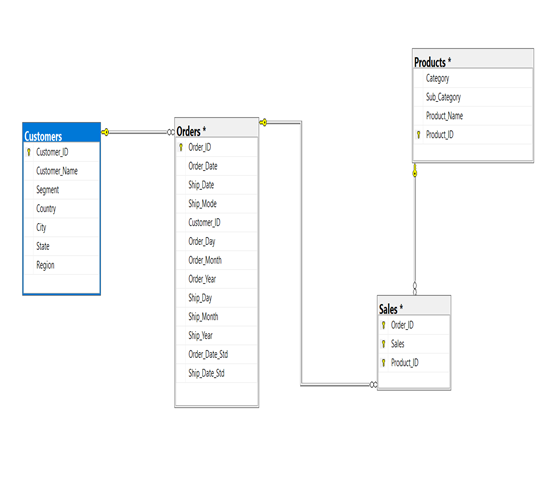 Customers
Customer_ID
Customer_Name
Segment
Country
City
State
Region
Orders *
Order_ID
Order_Date
Ship_Date
Ship_Mode
Customer_ID
Order_Day
Order_Month
Order_Year
Ship_Day
Ship_Month
Ship_Year
Order_Date_Std
Ship_Date_Std
Products *
Category
Sub_Category
Product_Name
Product_ID
Sales *
Order_ID
Sales
Product_ID